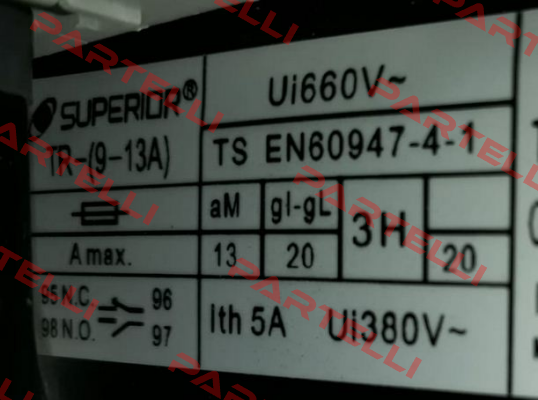 SUPERIOR®
TR-(9-13A)
Ui660V~
TS EN60947-4-1
aM gl-gL 3H
A max. 13 20 20
95 N.C. 96
98 N.O. 97
Ith 5A Ui380V~
PARTELLI
PARTELLI
PARTELLI
PARTELLI
PARTELLI
PARTELLI